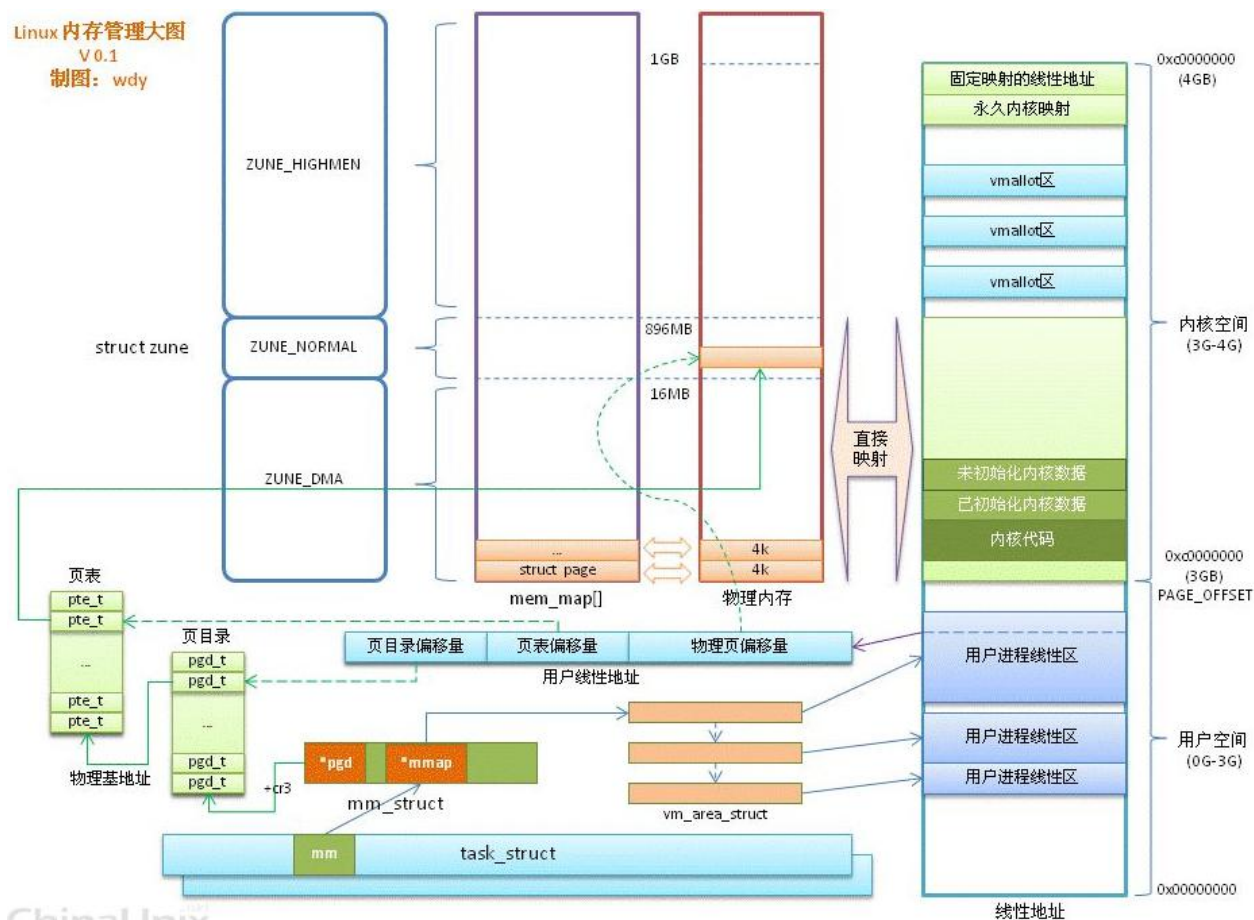 Linux 内存管理大图
V 0.1
制图：wdy
1GB
0xc0000000
(4GB)
固定映射的线性地址
永久内核映射
ZUNE_HIGHMEN
vmallot区
vmallot区
vmallot区
struct zune
ZUNE_NORMAL
896MB
内核空间
(3G-4G)
16MB
直接
映射
ZUNE_DMA
未初始化内核数据
已初始化内核数据
内核代码
...
4k
struct page
4k
mem_map[]
物理内存
0xc0000000
(3GB)
PAGE_OFFSET
页表
pte_t
pte_t
...
pte_t
pte_t
物理基地址
页目录
pgd_t
pgd_t
...
pgd_t
pgd_t
页目录偏移量
页表偏移量
物理页偏移量
用户线性地址
用户进程线性区
用户进程线性区
用户进程线性区
用户空间
(0G-3G)
*pgd
*mmap
+cr3
mm_struct
vm_area_struct
mm
task_struct
0x00000000
线性地址
ChinaUnix